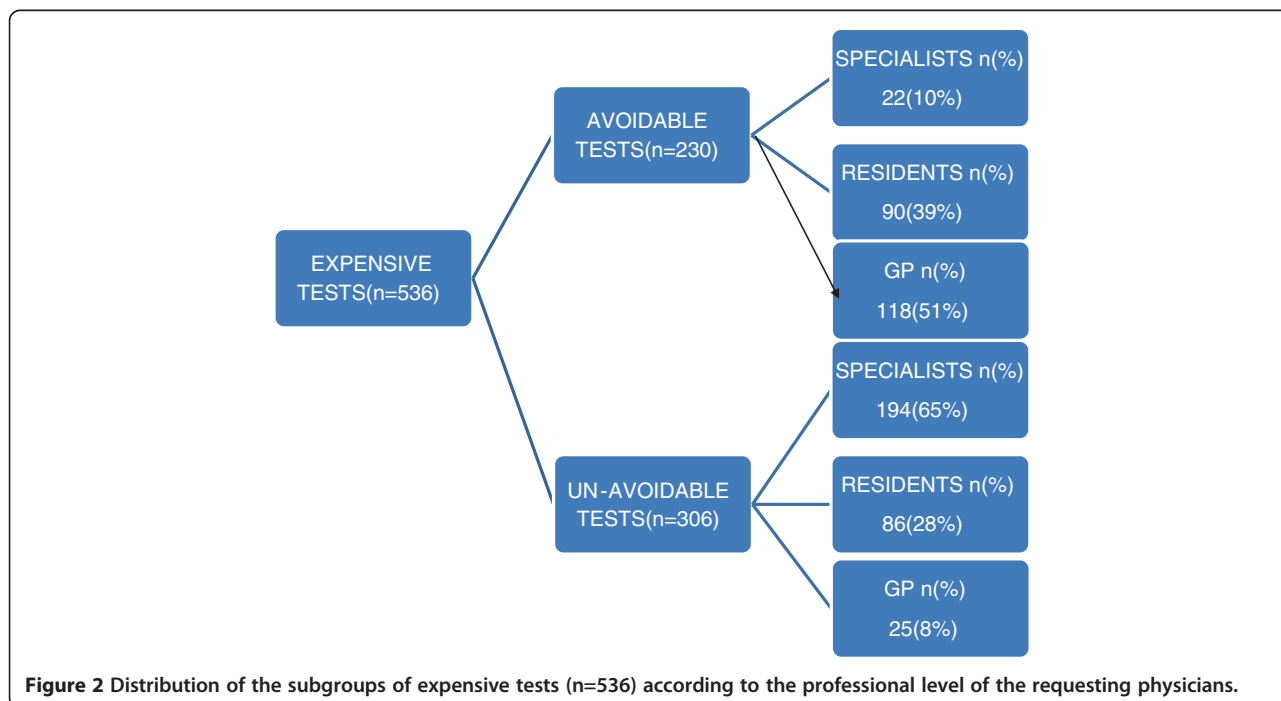 EXPENSIVE
TESTS(n=536)
AVOIDABLE
TESTS(n=230)
SPECIALISTS n(%)
22(10%)
RESIDENTS n(%)
90(39%)
GP n(%)
118(51%)
UN-AVOIDABLE
TESTS(n=306)
SPECIALISTS n(%)
194(65%)
RESIDENTS n(%)
86(28%)
GP n(%)
25(8%)
Figure 2 Distribution of the subgroups of expensive tests (n=536) according to the professional level of the requesting physicians.